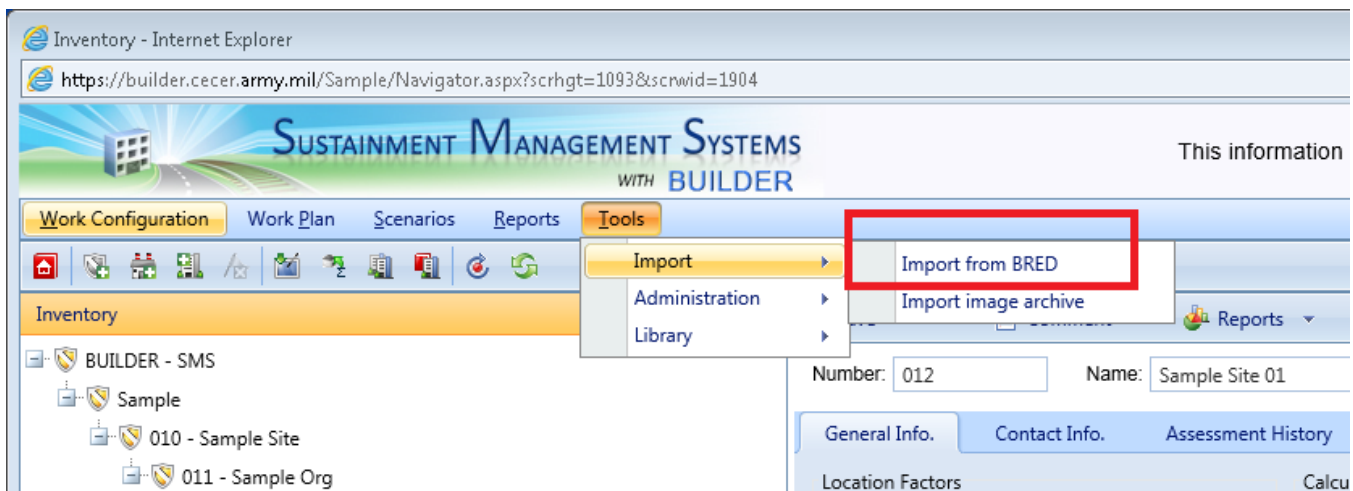 Inventory - Internet Explorer
https://builder.cecer.army.mil/Sample/Navigator.aspx?scrhgt=1093&scrwid=1904
SUSTAINMENT MANAGEMENT SYSTEMS
WITH BUILDER
This information
Work Configuration Work Plan Scenarios Reports Tools
Import
Administration
Library
Import from BRED
Import image archive
Reports
Inventory
BUILDER - SMS
Sample
010 - Sample Site
011 - Sample Org
Number: 012 Name: Sample Site 01
General Info. Contact Info. Assessment History
Location Factors Calcu